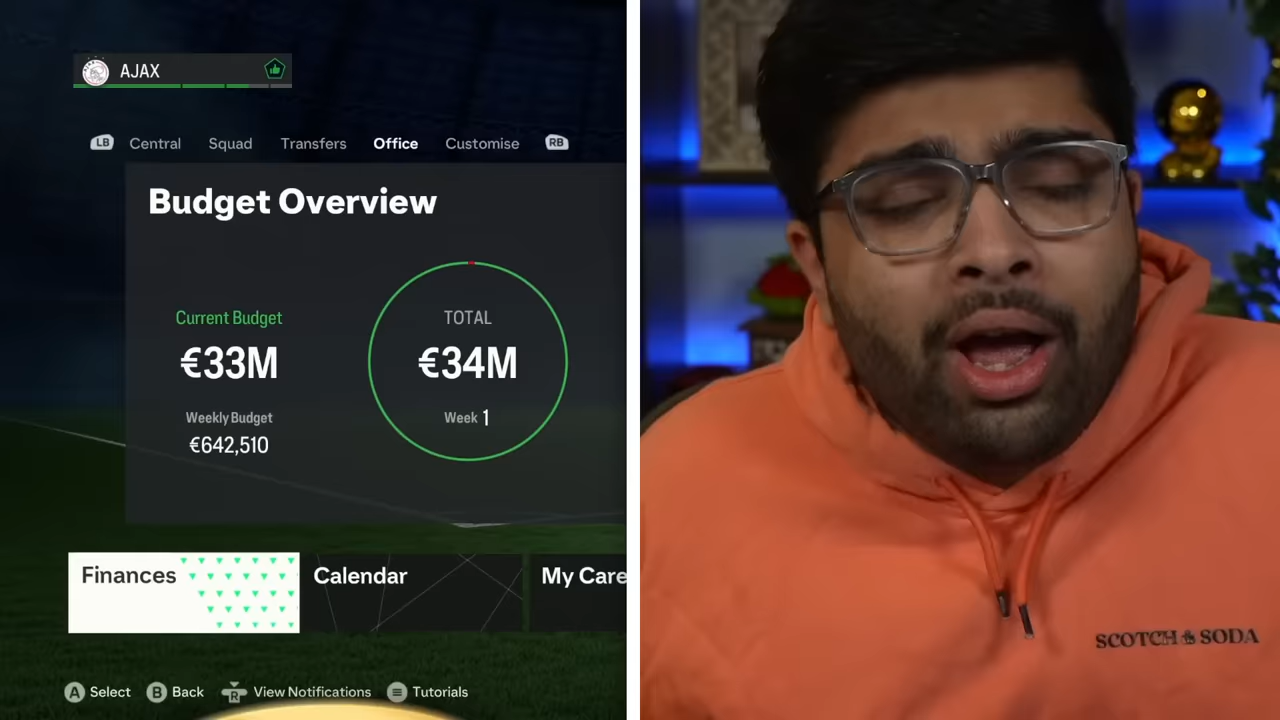 AJAX
LB Central Squad Transfers Office Customise RB
Budget Overview
Current Budget
€33M
Weekly Budget
€642,510
TOTAL
€34M
Week 1
Finances
Calendar
My Care
A Select B Back R View Notifications Tutorials
SCOTCH & SODA